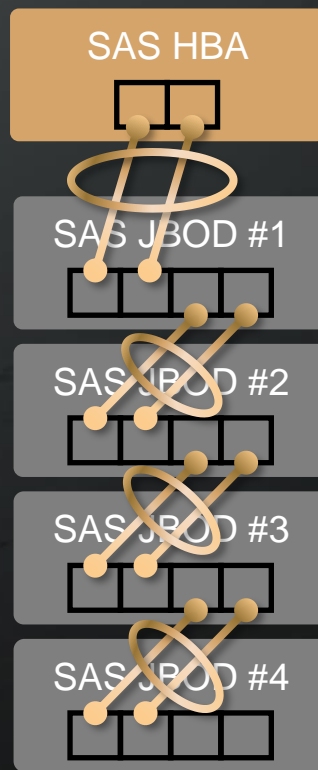 SAS HBA
SAS JBOD #1
SAS JBOD #2
SAS JBOD #3
SAS JBOD #4